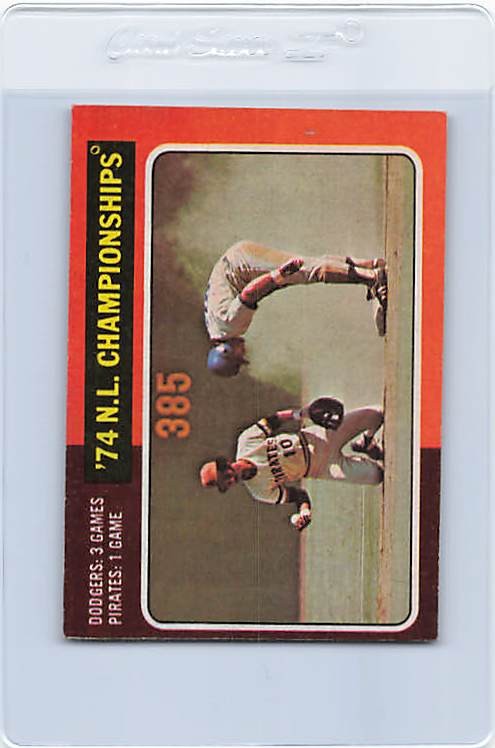 '74 N.L. CHAMPIONSHIPS
DODGERS: 3 GAMES
PIRATES: 1 GAME
385
PIRATES
10